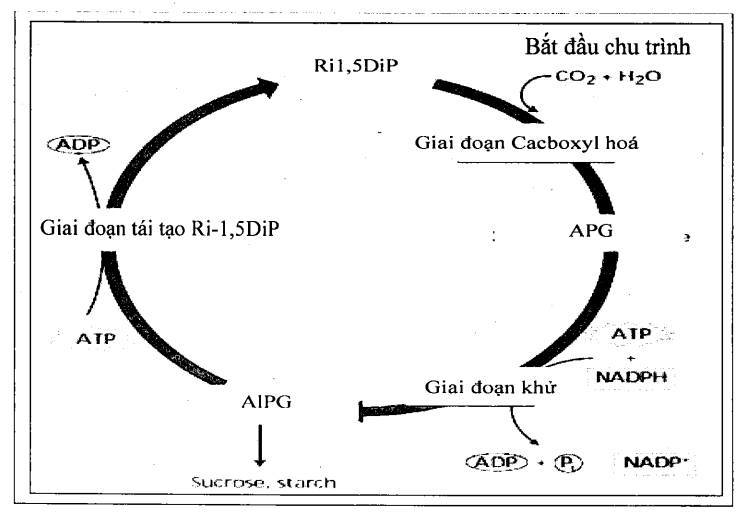 Bắt đầu chu trình
Ri1,5DiP
CO₂ + H₂O
Giai đoạn Cacboxyl hoá
ADP
Giai đoạn tái tạo Ri-1,5DiP
: APG e
ATP
+
NADPH
ATP
Giai đoạn khử
AlPG
ADP + Pi NADP⁺
Sucrose, starch